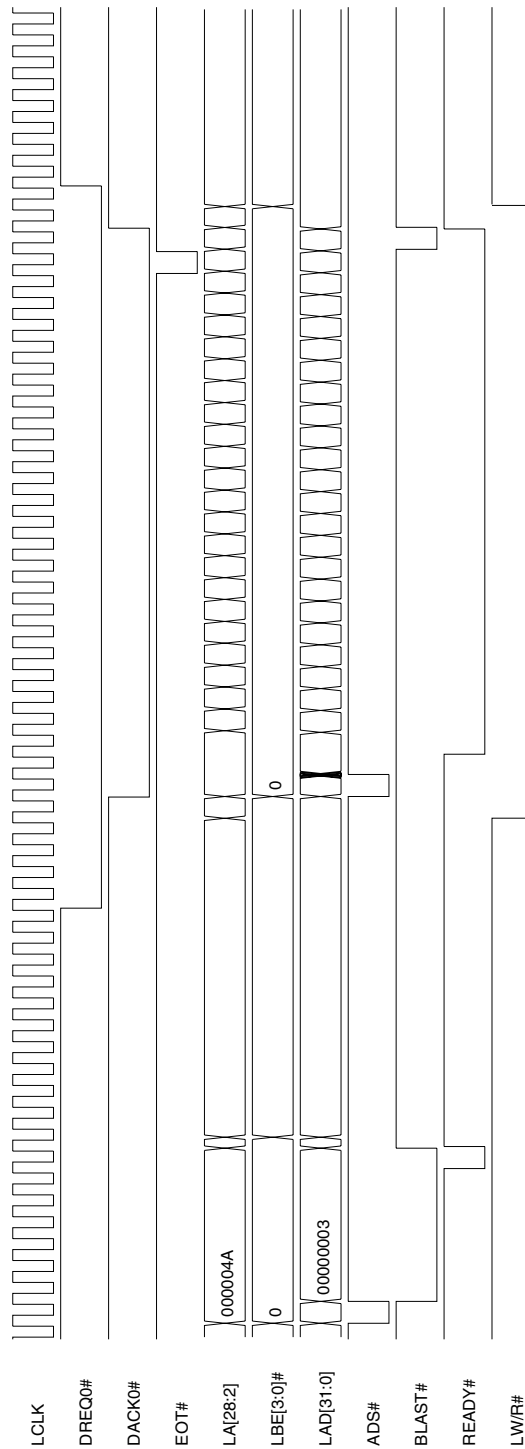 LCLK
DREQ0#
DACK0#
EOT#
LA[28:2]
000004A
LBE[3:0]#
0
0
LAD[31:0]
00000003
ADS#
BLAST#
READY#
LW/R#